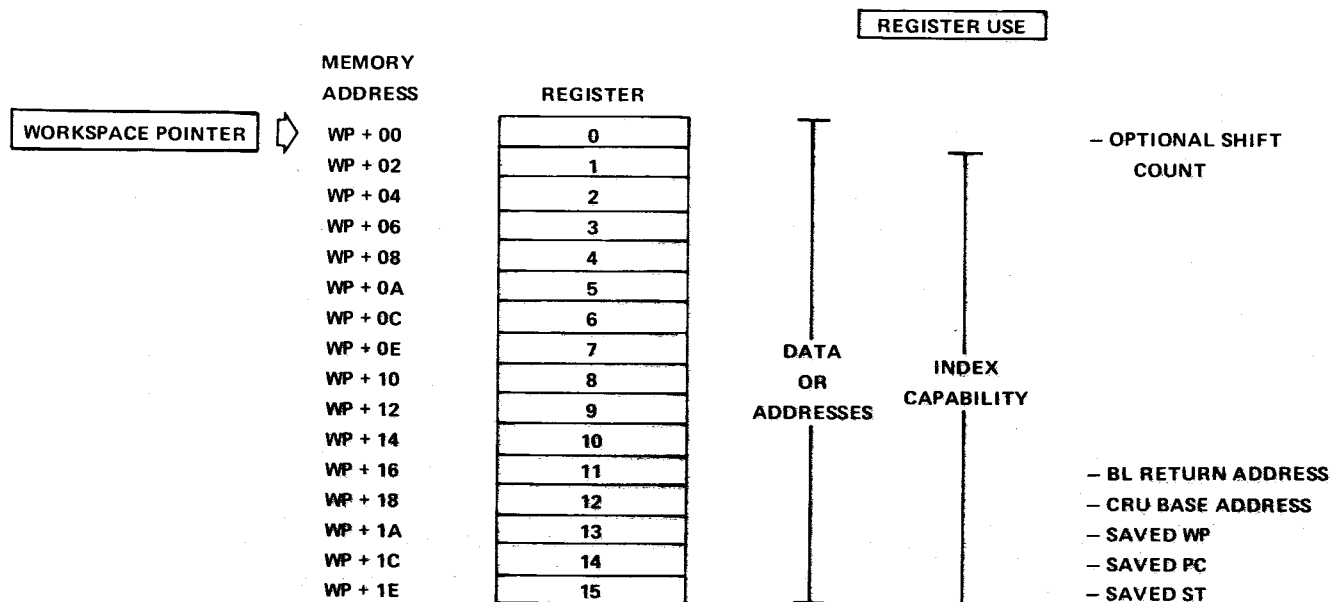 REGISTER USE
MEMORY
ADDRESS REGISTER
WORKSPACE POINTER WP + 00 0 – OPTIONAL SHIFT
WP + 02 1 COUNT
WP + 04 2
WP + 06 3
WP + 08 4
WP + 0A 5
WP + 0C 6
WP + 0E 7 DATA
INDEX
WP + 10 8 OR
CAPABILITY
WP + 12 9 ADDRESSES
WP + 14 10
WP + 16 11 – BL RETURN ADDRESS
WP + 18 12 – CRU BASE ADDRESS
WP + 1A 13 – SAVED WP
WP + 1C 14 – SAVED PC
WP + 1E 15 – SAVED ST